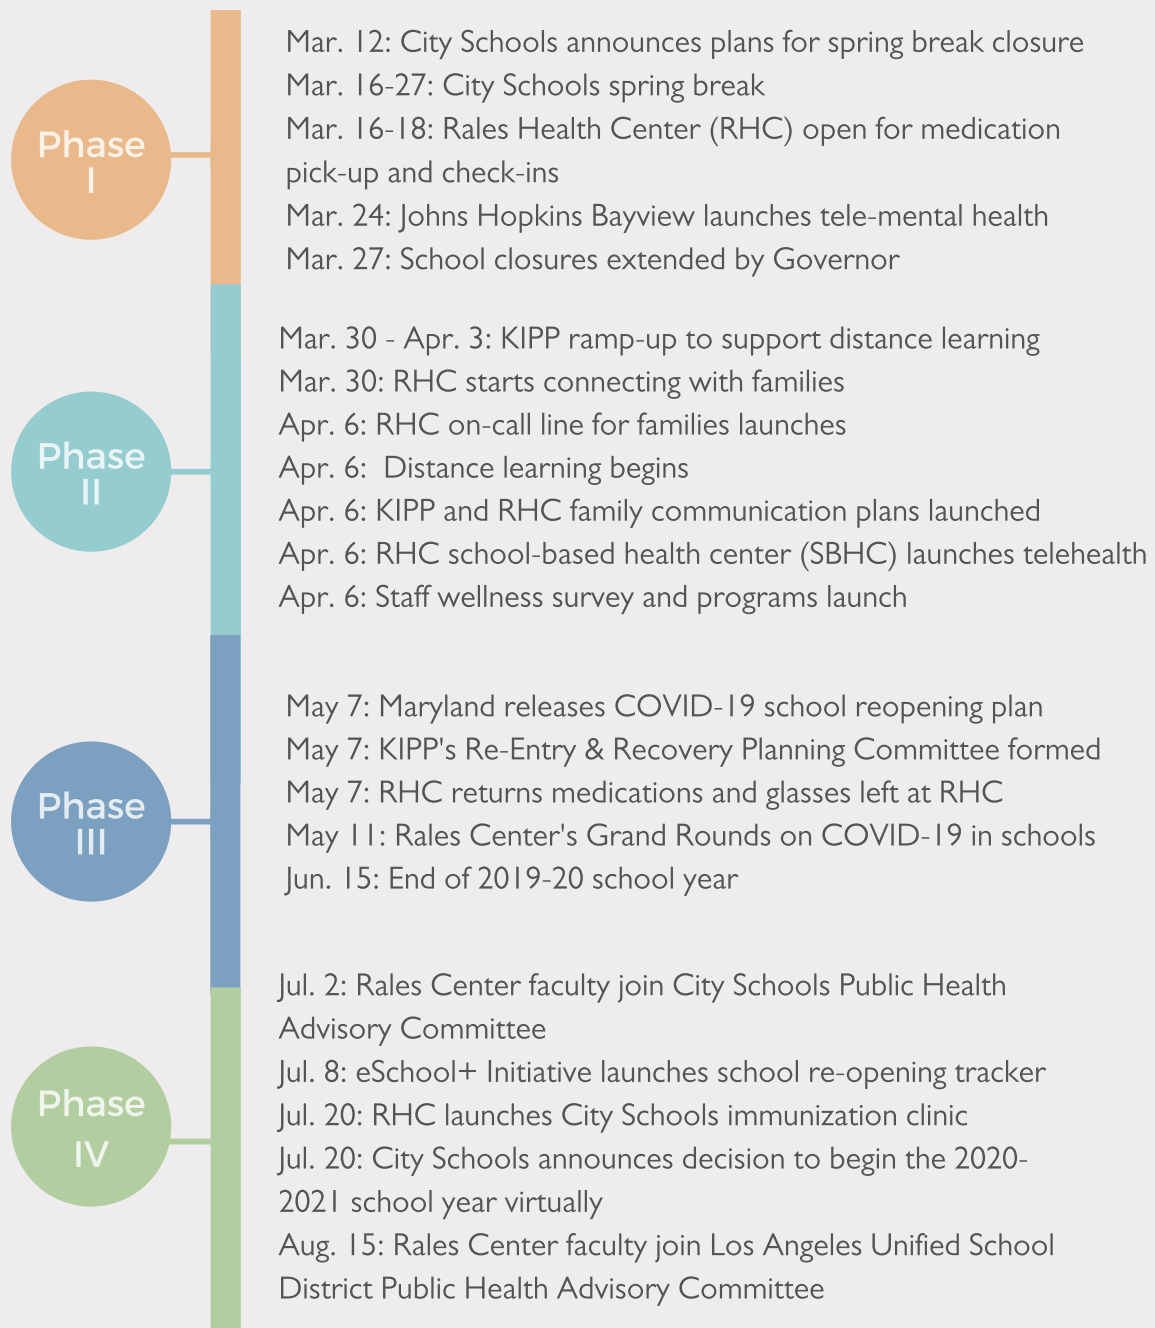 Phase
I
Mar. 12: City Schools announces plans for spring break closure
Mar. 16-27: City Schools spring break
Mar. 16-18: Rales Health Center (RHC) open for medication
pick-up and check-ins
Mar. 24: Johns Hopkins Bayview launches tele-mental health
Mar. 27: School closures extended by Governor
Phase
II
Mar. 30 - Apr. 3: KIPP ramp-up to support distance learning
Mar. 30: RHC starts connecting with families
Apr. 6: RHC on-call line for families launches
Apr. 6:  Distance learning begins
Apr. 6: KIPP and RHC family communication plans launched
Apr. 6: RHC school-based health center (SBHC) launches telehealth
Apr. 6: Staff wellness survey and programs launch
Phase
III
May 7: Maryland releases COVID-19 school reopening plan
May 7: KIPP's Re-Entry & Recovery Planning Committee formed
May 7: RHC returns medications and glasses left at RHC
May 11: Rales Center's Grand Rounds on COVID-19 in schools
Jun. 15: End of 2019-20 school year
Phase
IV
Jul. 2: Rales Center faculty join City Schools Public Health
Advisory Committee
Jul. 8: eSchool+ Initiative launches school re-opening tracker
Jul. 20: RHC launches City Schools immunization clinic
Jul. 20: City Schools announces decision to begin the 2020-
2021 school year virtually
Aug. 15: Rales Center faculty join Los Angeles Unified School
District Public Health Advisory Committee